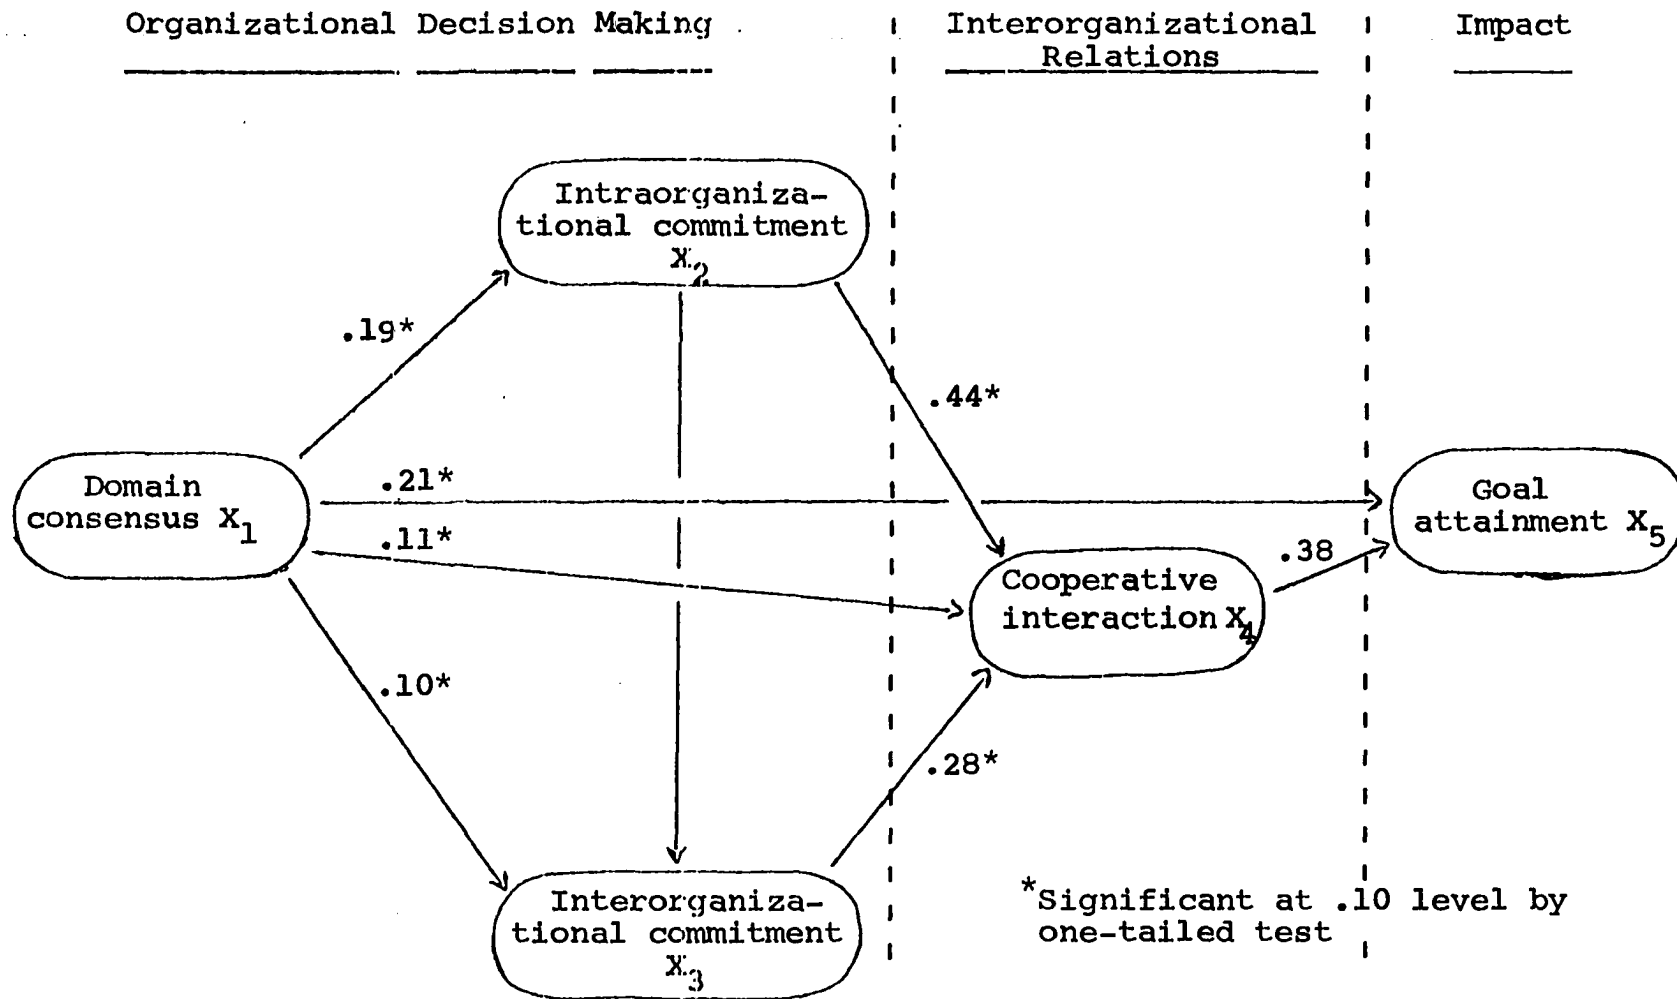 Organizational Decision Making
Interorganizational
Relations
Impact
Intraorganiza-
tional commitment
X2
.19*
.44*
Domain
consensus X1
.21*
.11*
Goal
attainment X5
.38
Cooperative
interaction X4
.10*
.28*
Interorganiza-
tional commitment
X3
*Significant at .10 level by
one-tailed test